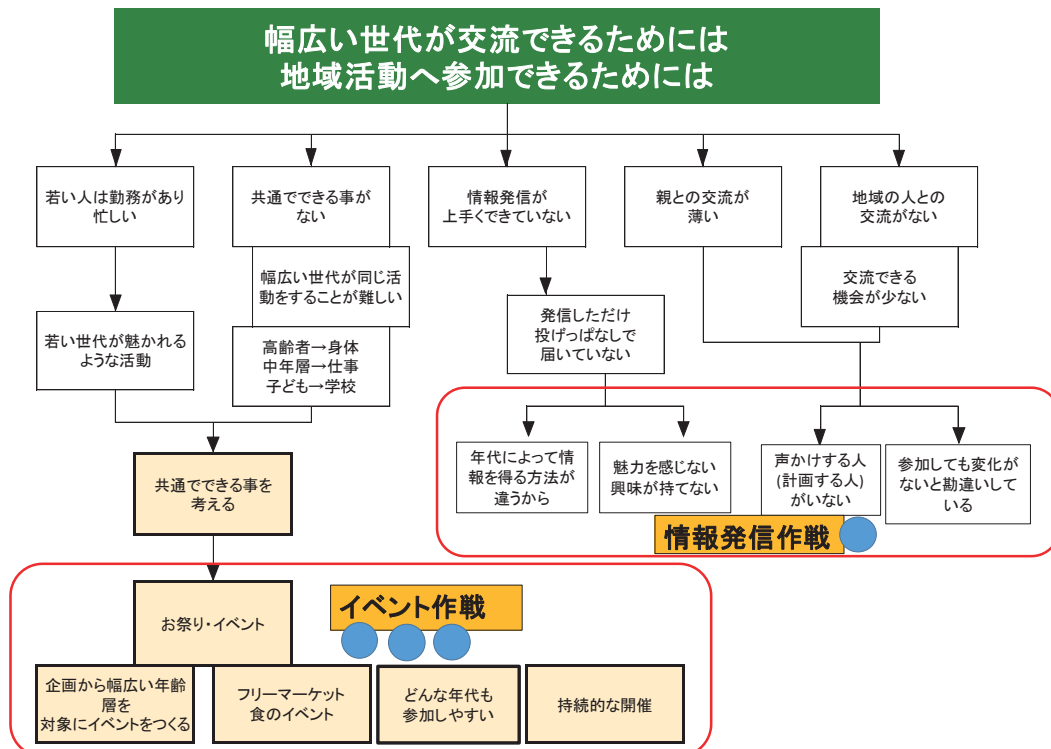 幅広い世代が交流できるためには
地域活動へ参加できるためには
若い人は勤務があり
忙しい
共通でできる事が
ない
情報発信が
上手くできていない
親との交流が
薄い
地域の人との
交流がない
幅広い世代が同じ活
動をすることが難しい
交流できる
機会が少ない
若い世代が魅かれる
ような活動
高齢者→身体
中年層→仕事
子ども→学校
発信しただけ
投げっぱなしで
届いていない
共通でできる事を
考える
年代によって情
報を得る方法が
違うから
魅力を感じない
興味が持てない
声かけする人
(計画する人)
がいない
参加しても変化が
ないと勘違いして
いる
情報発信作戦
お祭り・イベント
イベント作戦
企画から幅広い年齢
層を
対象にイベントをつくる
フリーマーケット
食のイベント
どんな年代も
参加しやすい
持続的な開催